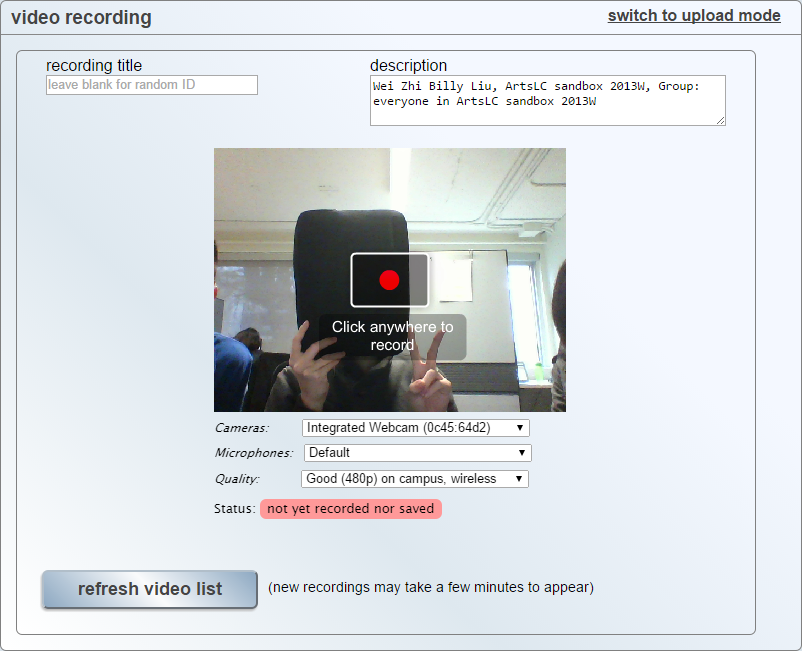 video recording
switch to upload mode
recording title
description
leave blank for random ID
Wei Zhi Billy Liu, ArtsLC sandbox 2013W, Group:
everyone in ArtsLC sandbox 2013W
Click anywhere to
record
Cameras: Integrated Webcam (0c45:64d2)
Microphones: Default
Quality: Good (480p) on campus, wireless
Status: not yet recorded nor saved
refresh video list (new recordings may take a few minutes to appear)